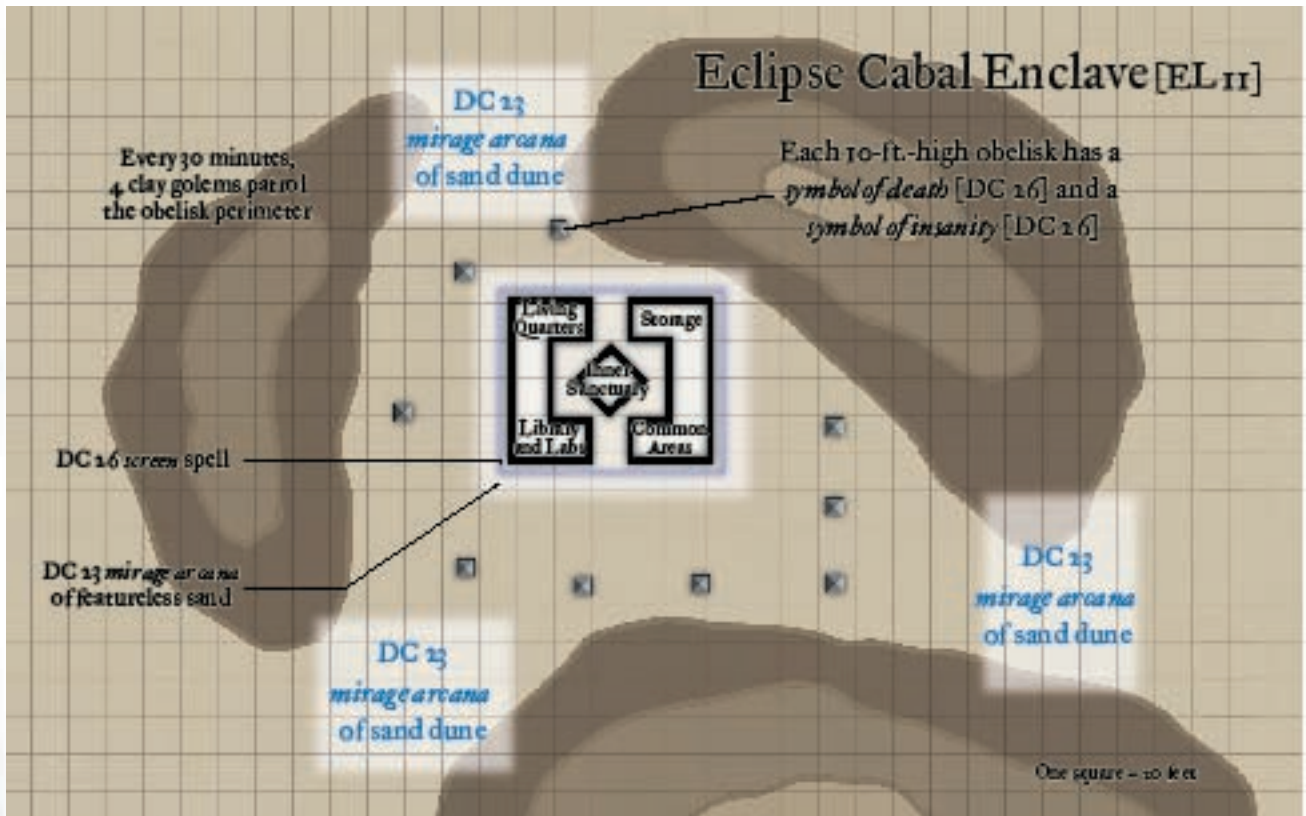 Eclipse Cabal Enclave [EL 11]
DC 23
mirage arcana
of sand dune
Every 30 minutes,
4 clay golems patrol
the obelisk perimeter
Each 10-ft.-high obelisk has a
symbol of death [DC 26] and a
symbol of insanity [DC 26]
Living
Quarters
Storage
Inner
Sanctuary
Library
and Labs
Common
Areas
DC 26 screen spell
DC 23 mirage arcana
of featureless sand
DC 23
mirage arcana
of sand dune
DC 23
mirage arcana
of sand dune
One square = 20 feet